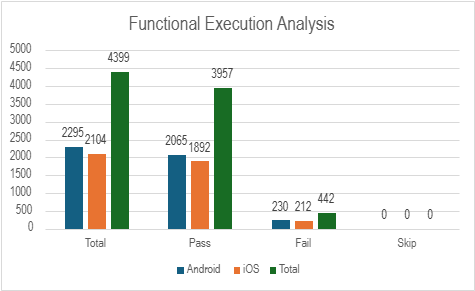 Functional Execution Analysis
5000
4500
4000
3500
3000
2500
2000
1500
1000
500
0
2295 2104 4399
2065 1892 3957
230 212 442
0 0 0
Total Pass Fail Skip
Android iOS Total